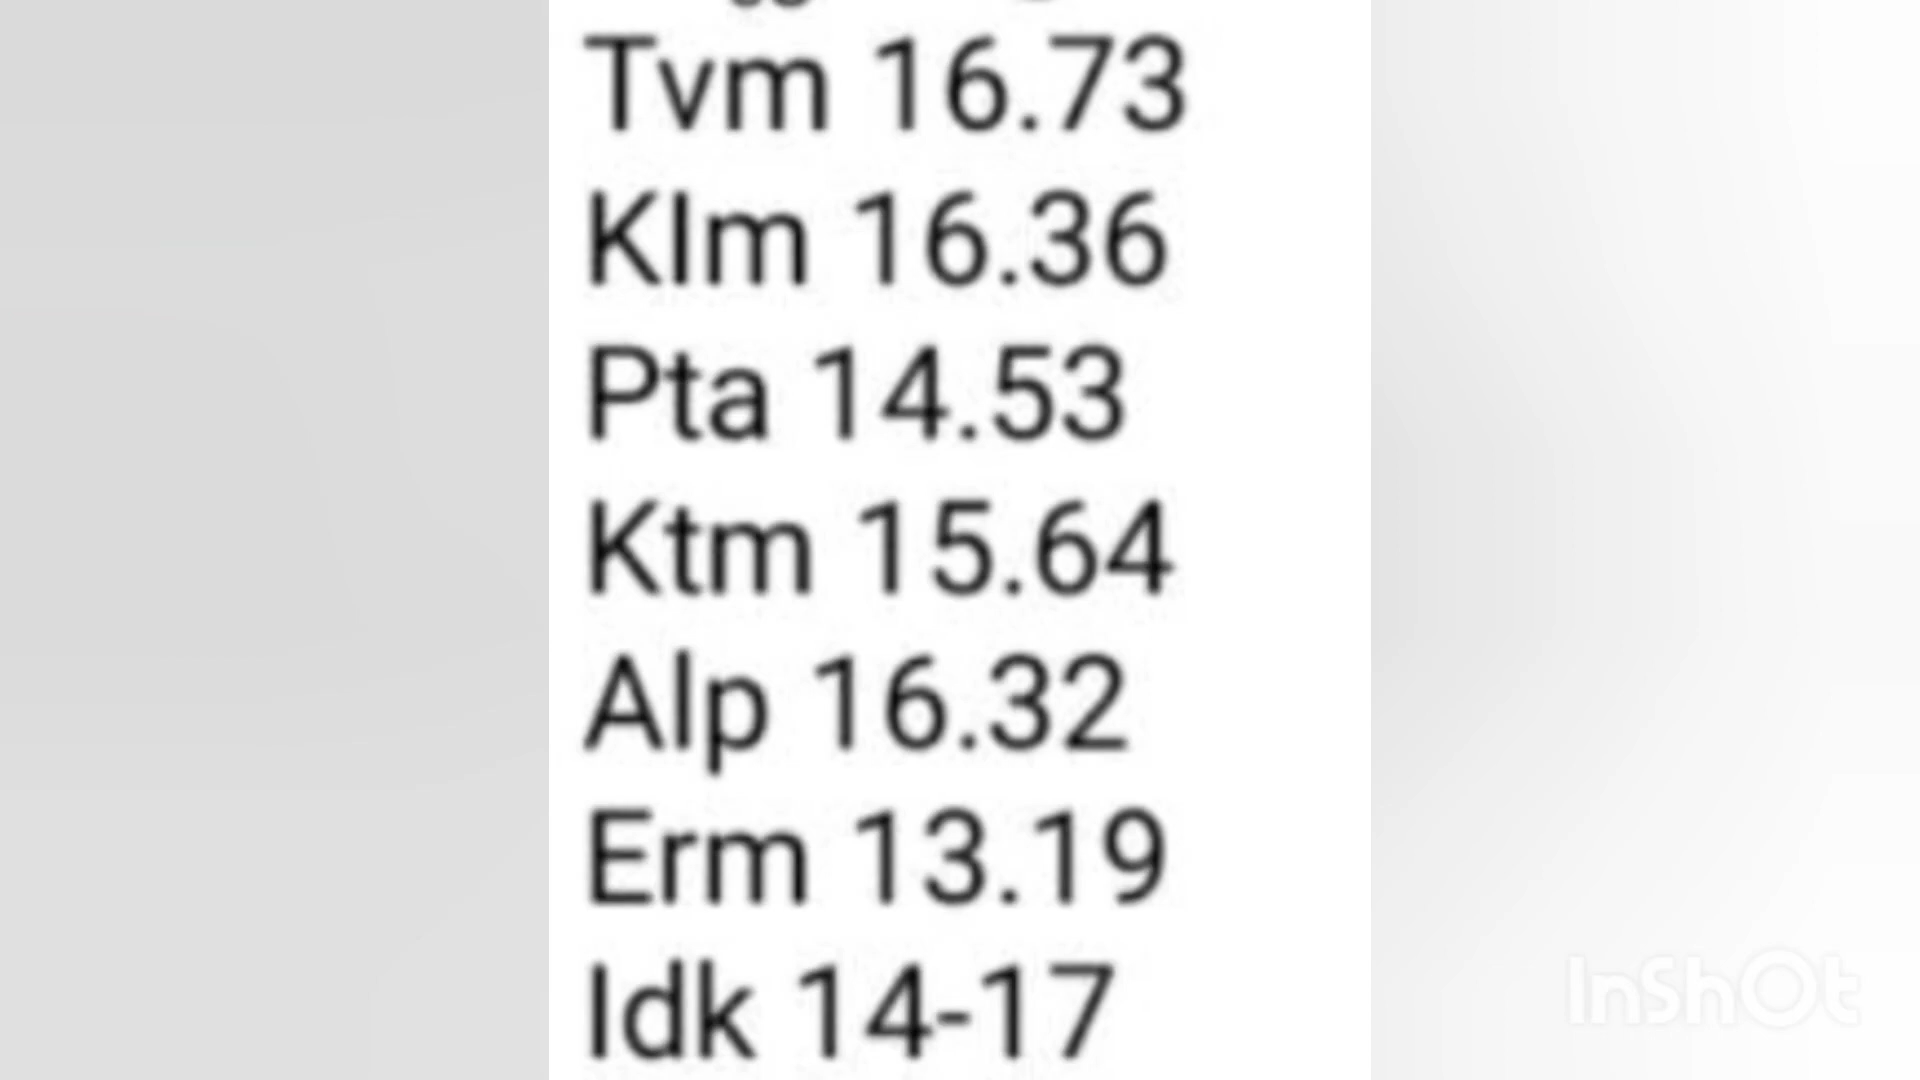 Tvm 16.73
Klm 16.36
Pta 14.53
Ktm 15.64
Alp 16.32
Erm 13.19
Idk 14-17
InShOt